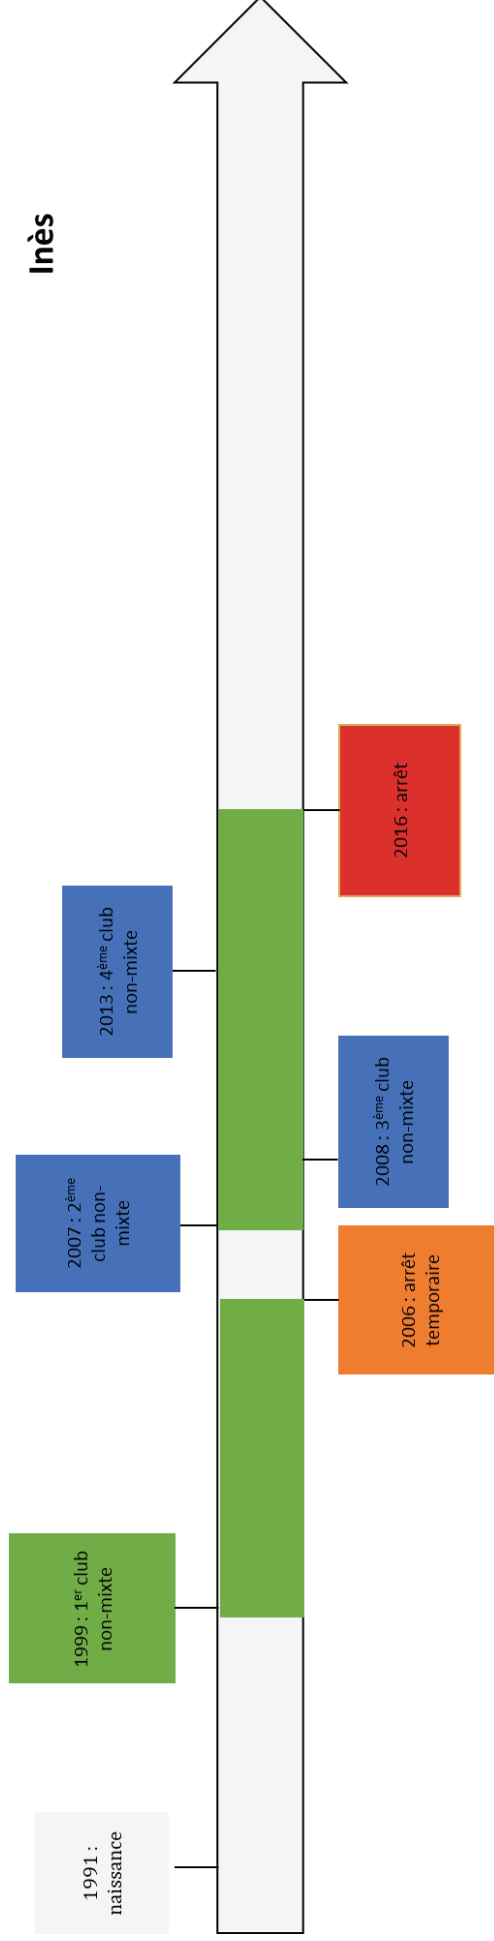 Inès
1991 :
naissance
1999 : 1er club
non-mixte
2006 : arrêt
temporaire
2007 : 2ème
club non-
mixte
2008 : 3ème club
non-mixte
2013 : 4ème club
non-mixte
2016 : arrêt